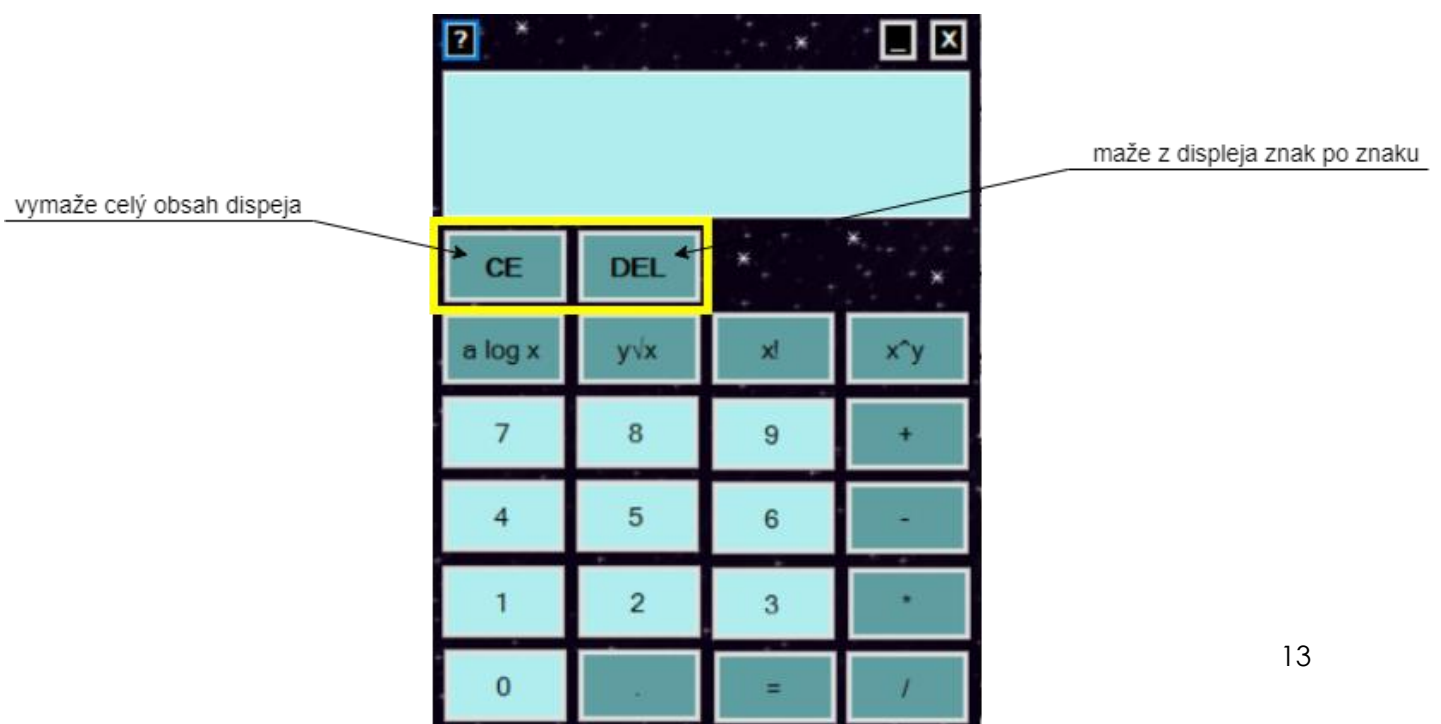 ? _ X
maže z displeja znak po znaku
vymaže celý obsah dispeja
CE DEL
a log x y√x x! x^y
7 8 9 +
4 5 6 -
1 2 3 *
0 . = /
13